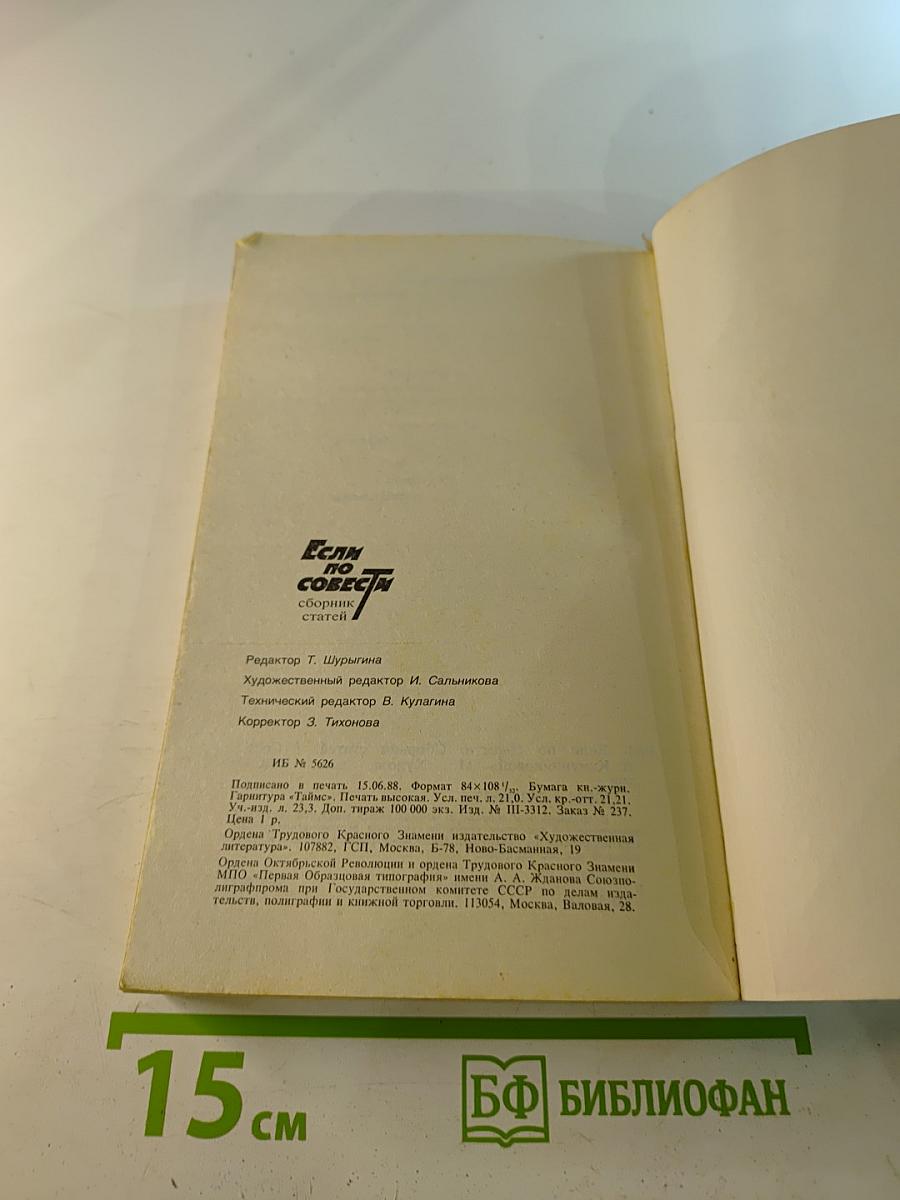 Если
по
совести
сборник
статей
Редактор Т. Шурыгина
Художественный редактор И. Сальникова
Технический редактор В. Кулагина
Корректор З. Тихонова
ИБ № 5626
Подписано в печать 15.06.88. Формат 84×108 1/32. Бумага кн.-журн.
Гарнитура «Таймс». Печать высокая. Усл. печ. л. 21,0. Усл. кр.-отт. 21,21.
Уч.-изд. л. 23,3. Доп. тираж 100 000 экз. Изд. № III-3312. Заказ № 237.
Цена 1 р.
Ордена Трудового Красного Знамени издательство «Художественная
литература». 107882, ГСП, Москва, Б-78, Ново-Басманная, 19
Ордена Октябрьской Революции и ордена Трудового Красного Знамени
МПО «Первая Образцовая типография» имени А. А. Жданова Союзпо-
лиграфпрома при Государственном комитете СССР по делам изда-
тельств, полиграфии и книжной торговли. 113054, Москва, Валовая, 28.
15 см
БФ БИБЛИОФАН